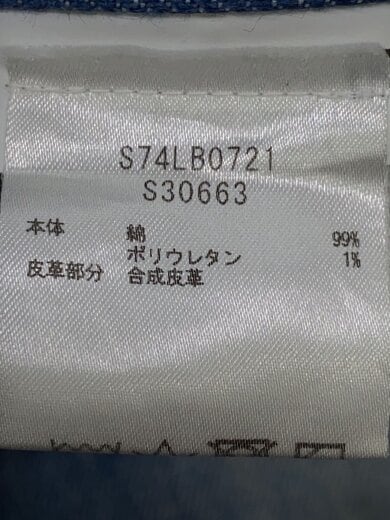 S74LB0721
S30663
本体 綿 99%
ポリウレタン 1%
皮革部分 合成皮革